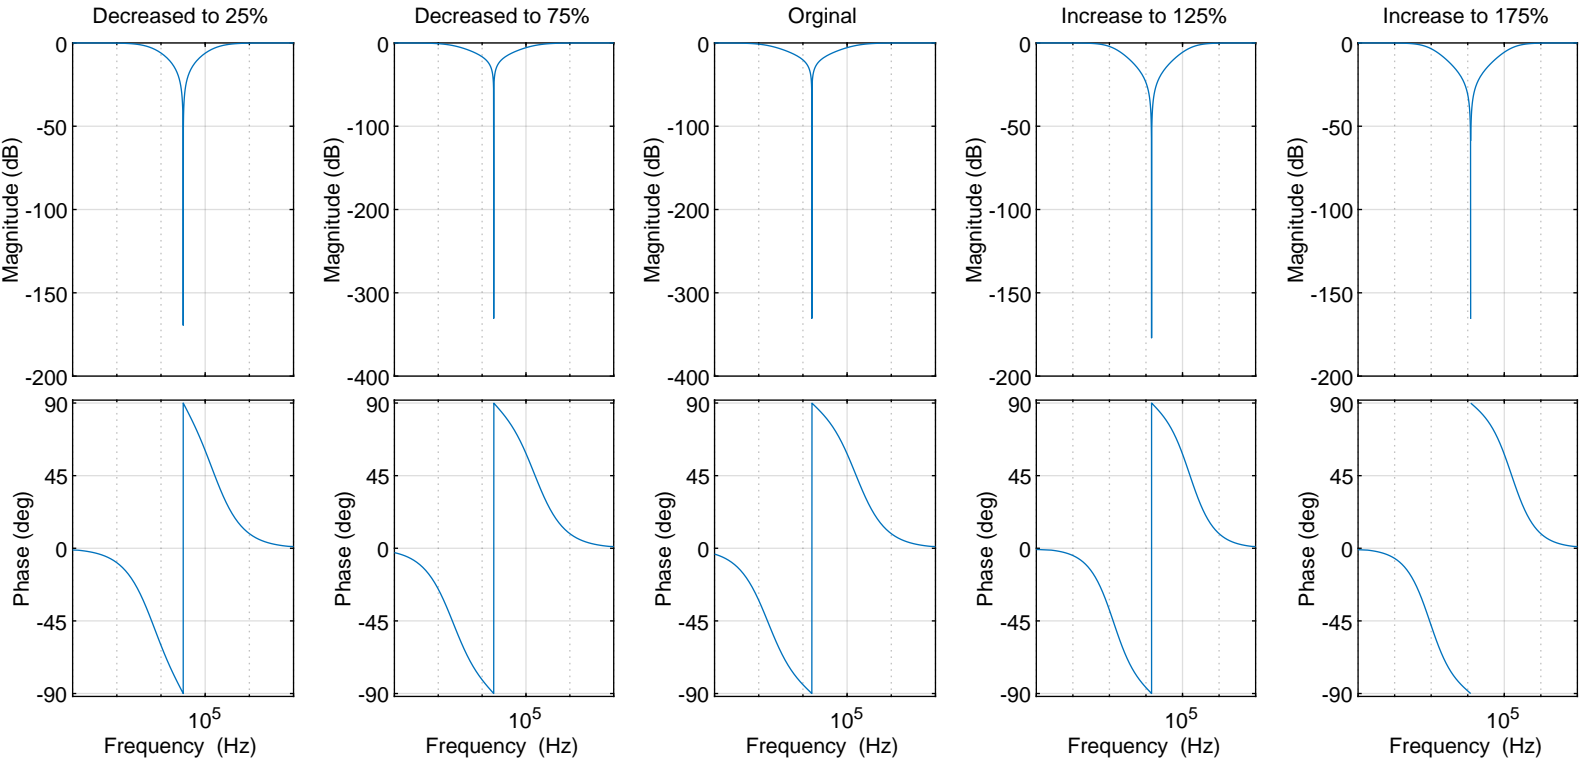 Decreased to 25%
Decreased to 75%
Orginal
Increase to 125%
Increase to 175%
0
-50
-100
-150
-200
Magnitude (dB)
0
-100
-200
-300
-400
Magnitude (dB)
0
-100
-200
-300
-400
Magnitude (dB)
0
-50
-100
-150
-200
Magnitude (dB)
0
-50
-100
-150
-200
Magnitude (dB)
90
45
0
-45
-90
Phase (deg)
10^5
Frequency (Hz)
90
45
0
-45
-90
Phase (deg)
10^5
Frequency (Hz)
90
45
0
-45
-90
Phase (deg)
10^5
Frequency (Hz)
90
45
0
-45
-90
Phase (deg)
10^5
Frequency (Hz)
90
45
0
-45
-90
Phase (deg)
10^5
Frequency (Hz)